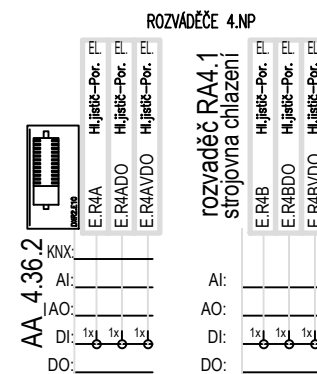 ROZVÁDĚČE 4.NP
EL.
Hl.jistič–Por.
E.R4A
EL.
Hl.jistič–Por.
E.R4ADO
EL.
Hl.jistič–Por.
E.R4AVDO
rozvaděč RA4.1
strojovna chlazení
EL.
Hl.jistič–Por.
E.R4B
EL.
Hl.jistič–Por.
E.R4BDO
EL.
Hl.jistič–Por.
E.R4BVDO
AA_4.36.2
KNX:
AI:
AO:
DI: 1x 1x 1x
DO:
AI:
AO:
DI: 1x 1x 1x
DO: